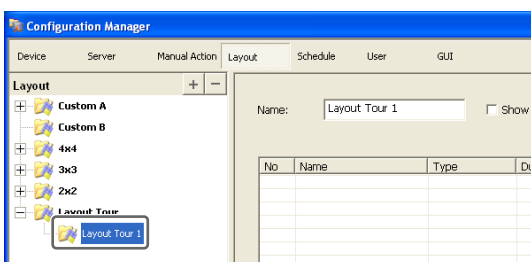 Configuration Manager
Device Server Manual Action Layout Schedule User GUI
Layout + −
Custom A
Custom B
4x4
3x3
2x2
Layout Tour
Layout Tour 1
Name: Layout Tour 1 Show
No Name Type Du